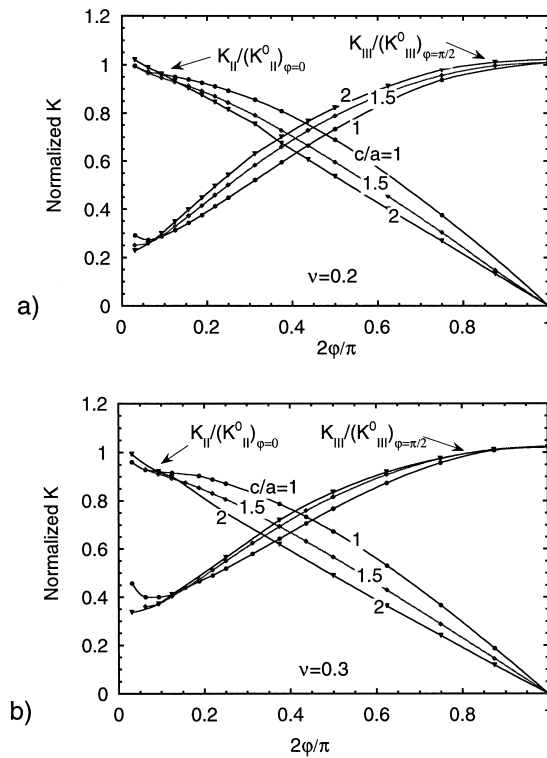 1.2
1
0.8
0.6
0.4
0.2
0
Normalized K
K_II/(K^0_II)_φ=0
K_III/(K^0_III)_φ=π/2
2
1.5
1
c/a=1
1.5
2
ν=0.2
a)
0 0.2 0.4 0.6 0.8 1
2φ/π
1.2
1
0.8
0.6
0.4
0.2
0
Normalized K
K_II/(K^0_II)_φ=0
K_III/(K^0_III)_φ=π/2
c/a=1
1.5
2
1
1.5
2
ν=0.3
b)
0 0.2 0.4 0.6 0.8 1
2φ/π